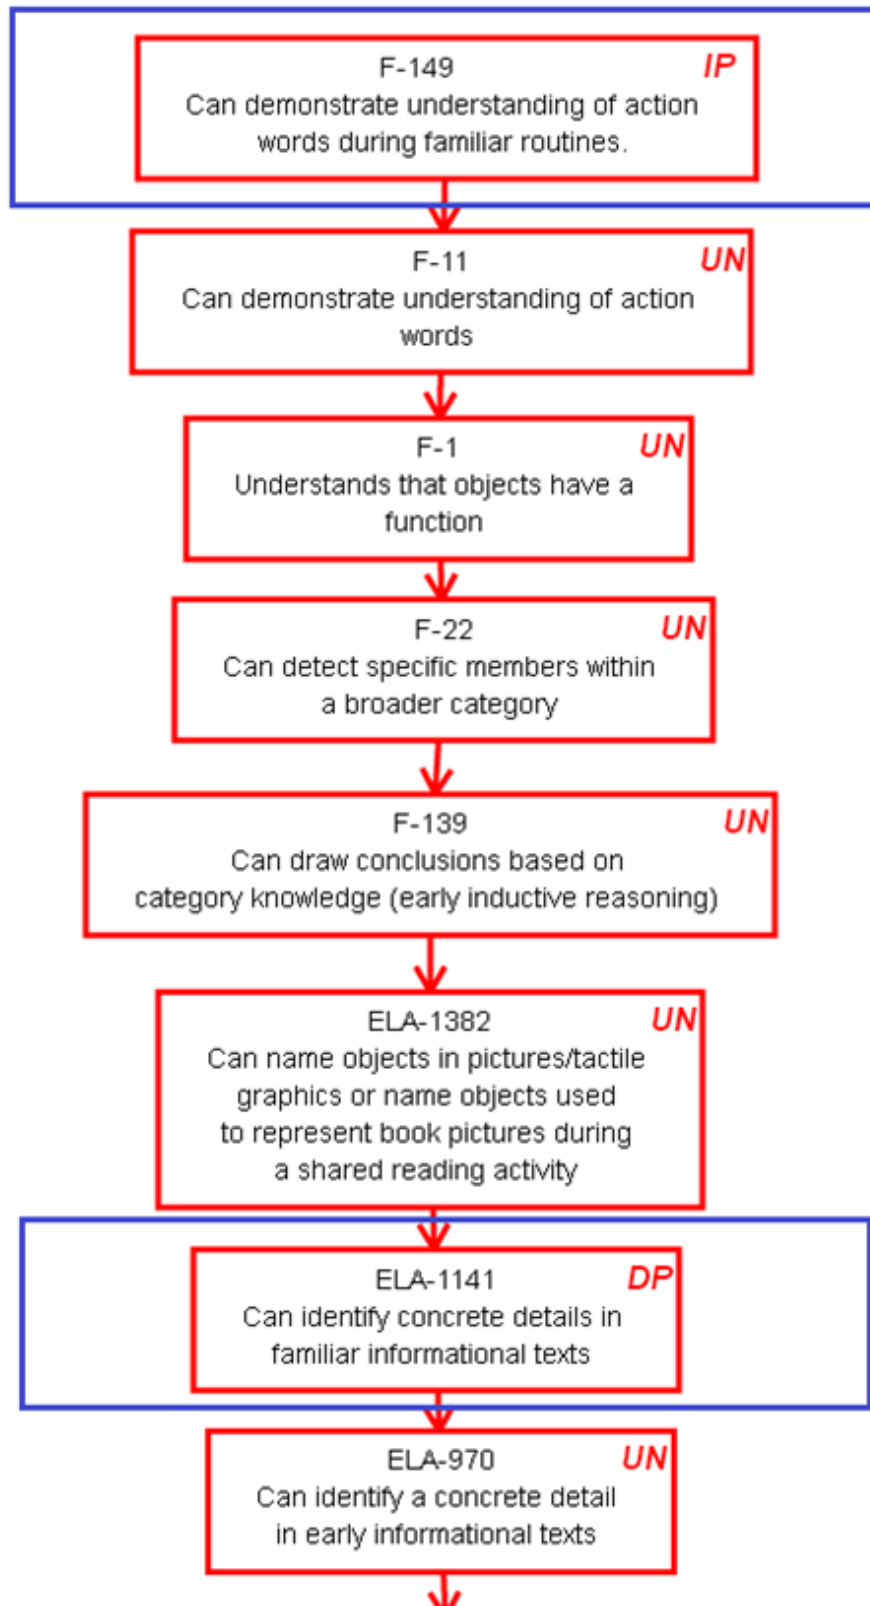 F-149 IP
Can demonstrate understanding of action
words during familiar routines.
F-11 UN
Can demonstrate understanding of action
words
F-1 UN
Understands that objects have a
function
F-22 UN
Can detect specific members within
a broader category
F-139 UN
Can draw conclusions based on
category knowledge (early inductive reasoning)
ELA-1382 UN
Can name objects in pictures/tactile
graphics or name objects used
to represent book pictures during
a shared reading activity
ELA-1141 DP
Can identify concrete details in
familiar informational texts
ELA-970 UN
Can identify a concrete detail
in early informational texts